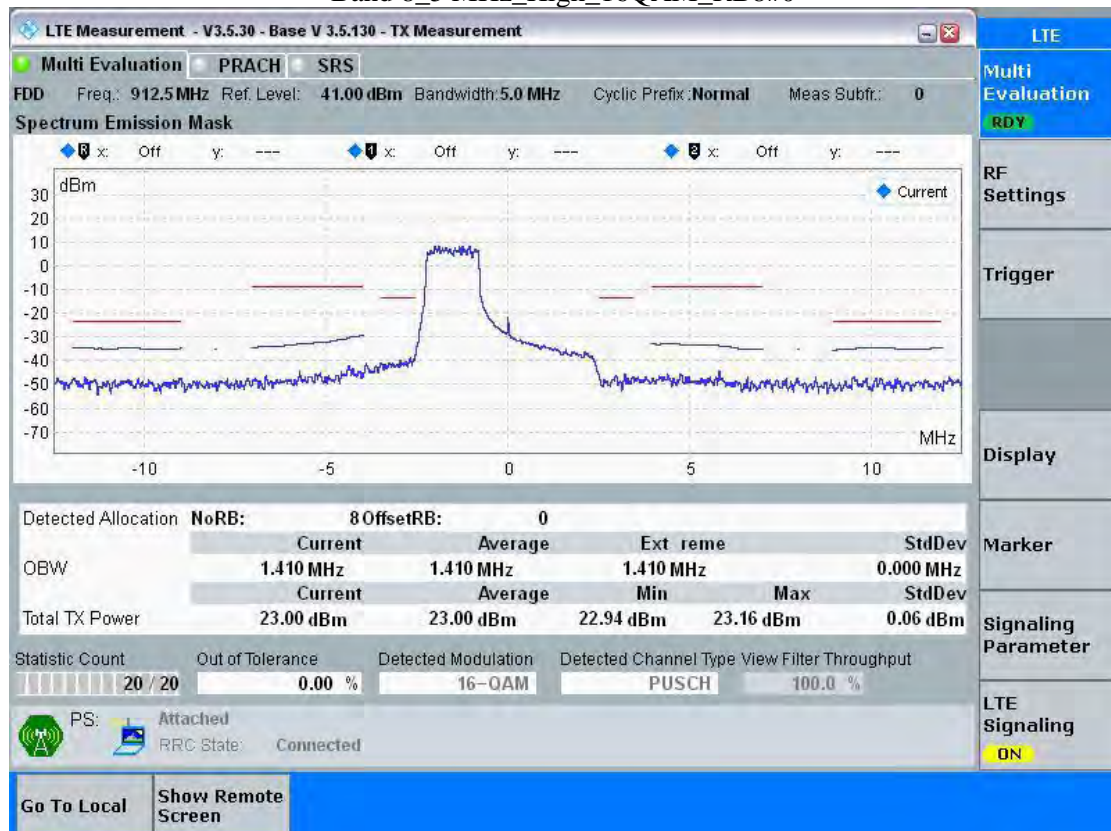 LTE Measurement - V3.5.30 - Base V 3.5.130 - TX Measurement
LTE
Multi Evaluation PRACH SRS
Multi
Evaluation
RDY
FDD Freq.: 912.5 MHz Ref. Level: 41.00 dBm Bandwidth: 5.0 MHz Cyclic Prefix: Normal Meas Subfr.: 0
Spectrum Emission Mask
R x: Off y: --- 1 x: Off y: --- 2 x: Off y: ---
dBm
Current
30
20
10
0
-10
-20
-30
-40
-50
-60
-70
MHz
-10 -5 0 5 10
RF
Settings
Trigger
Display
Marker
Signaling
Parameter
LTE
Signaling
ON
Detected Allocation NoRB: 8 OffsetRB: 0
Current Average Ext reme StdDev
OBW 1.410 MHz 1.410 MHz 1.410 MHz 0.000 MHz
Current Average Min Max StdDev
Total TX Power 23.00 dBm 23.00 dBm 22.94 dBm 23.16 dBm 0.06 dBm
Statistic Count Out of Tolerance Detected Modulation Detected Channel Type View Filter Throughput
20 / 20 0.00 % 16-QAM PUSCH 100.0 %
PS: Attached
RRC State: Connected
Go To Local
Show Remote
Screen